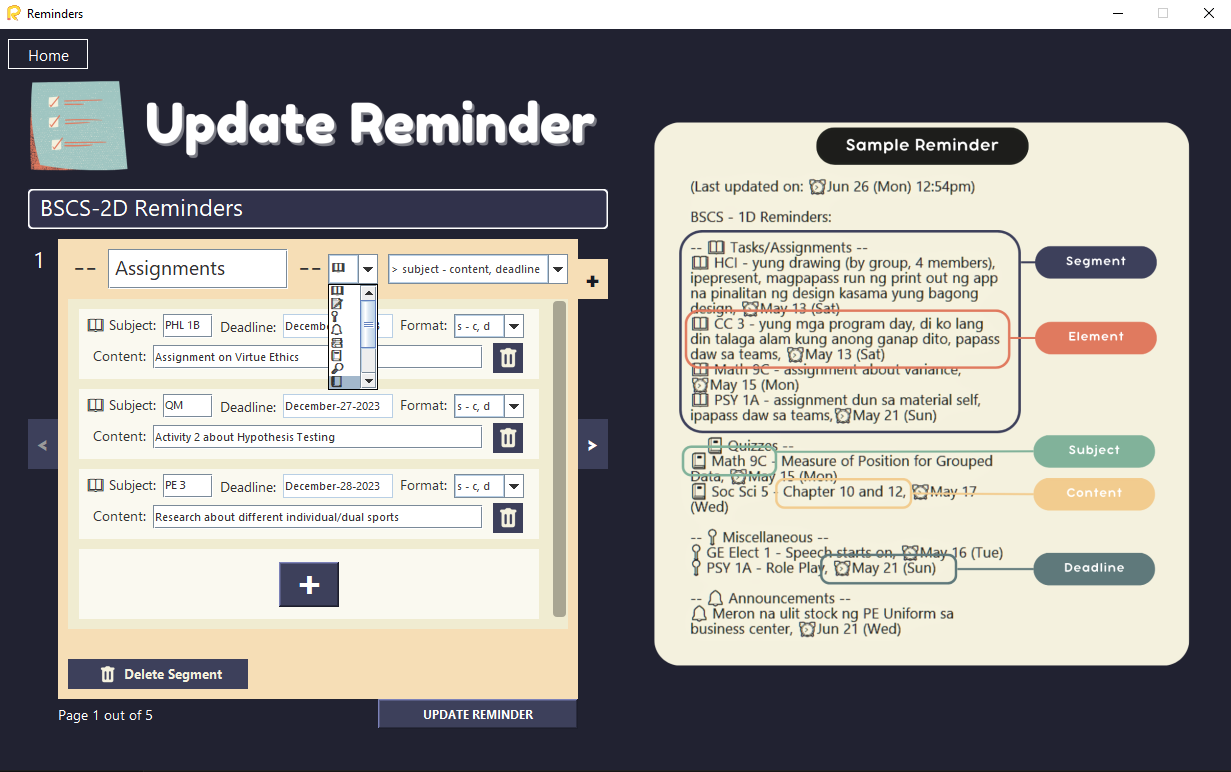 Reminders
Home
Update Reminder
BSCS-2D Reminders
1
-- Assignments -- > subject - content, deadline
+
Subject: PHL 1B Deadline: Decemb 3 Format: s - c, d
Content: Assignment on Virtue Ethics
Subject: QM Deadline: December-27-2023 Format: s - c, d
Content: Activity 2 about Hypothesis Testing
< >
Subject: PE 3 Deadline: December-28-2023 Format: s - c, d
Content: Research about different individual/dual sports
+
Delete Segment
Page 1 out of 5
UPDATE REMINDER
Sample Reminder
(Last updated on: ⏰Jun 26 (Mon) 12:54pm)
BSCS - 1D Reminders:
-- Tasks/Assignments --
HCI - yung drawing (by group, 4 members),
ipepresent, magpapass run ng print out ng app
na pinalitan ng design kasama yung bagong
design, ⏰May 13 (Sat)
CC 3 - yung mga program day, di ko lang
din talaga alam kung anong ganap dito, papass
daw sa teams, ⏰May 13 (Sat)
Math 9C - assignment about variance,
⏰May 15 (Mon)
PSY 1A - assignment dun sa material self,
ipapass daw sa teams,⏰May 21 (Sun)
Quizzes --
Math 9C - Measure of Position for Grouped
Data, ⏰May 15 (Mon)
Soc Sci 5 - Chapter 10 and 12, ⏰May 17
(Wed)
-- Miscellaneous --
GE Elect 1 - Speech starts on, ⏰May 16 (Tue)
PSY 1A - Role Play, ⏰May 21 (Sun)
-- Announcements --
Meron na ulit stock ng PE Uniform sa
business center, ⏰Jun 21 (Wed)
Segment
Element
Subject
Content
Deadline